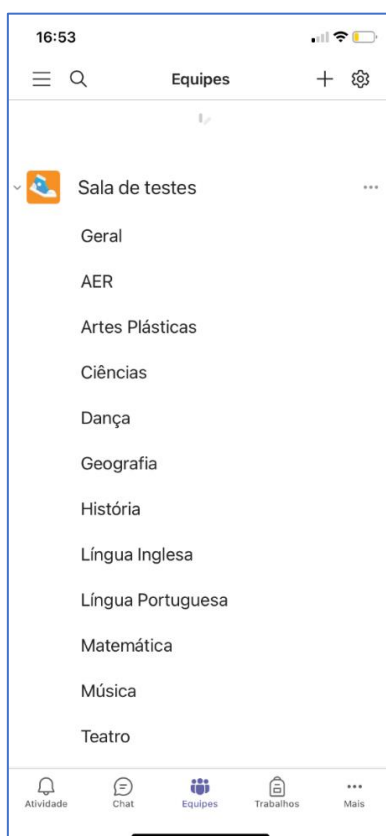 16:53
Equipes
Sala de testes
Geral
AER
Artes Plásticas
Ciências
Dança
Geografia
História
Língua Inglesa
Língua Portuguesa
Matemática
Música
Teatro
Atividade Chat Equipes Trabalhos Mais